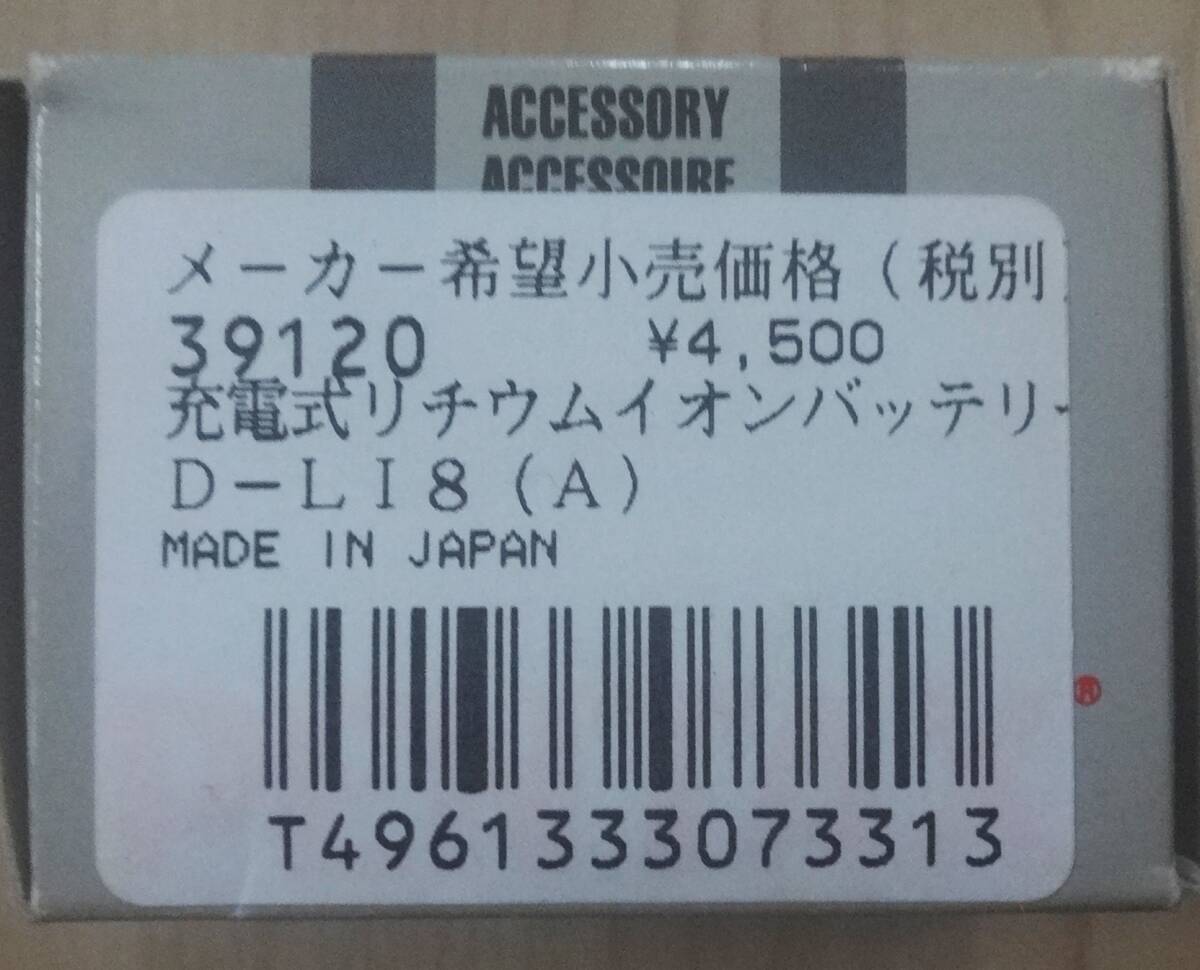 ACCESSORY
ACCESSOIRE
メーカー希望小売価格（税別）
39120 ¥4,500
充電式リチウムイオンバッテリー
D－LI8（A）
MADE IN JAPAN
T4961333073313